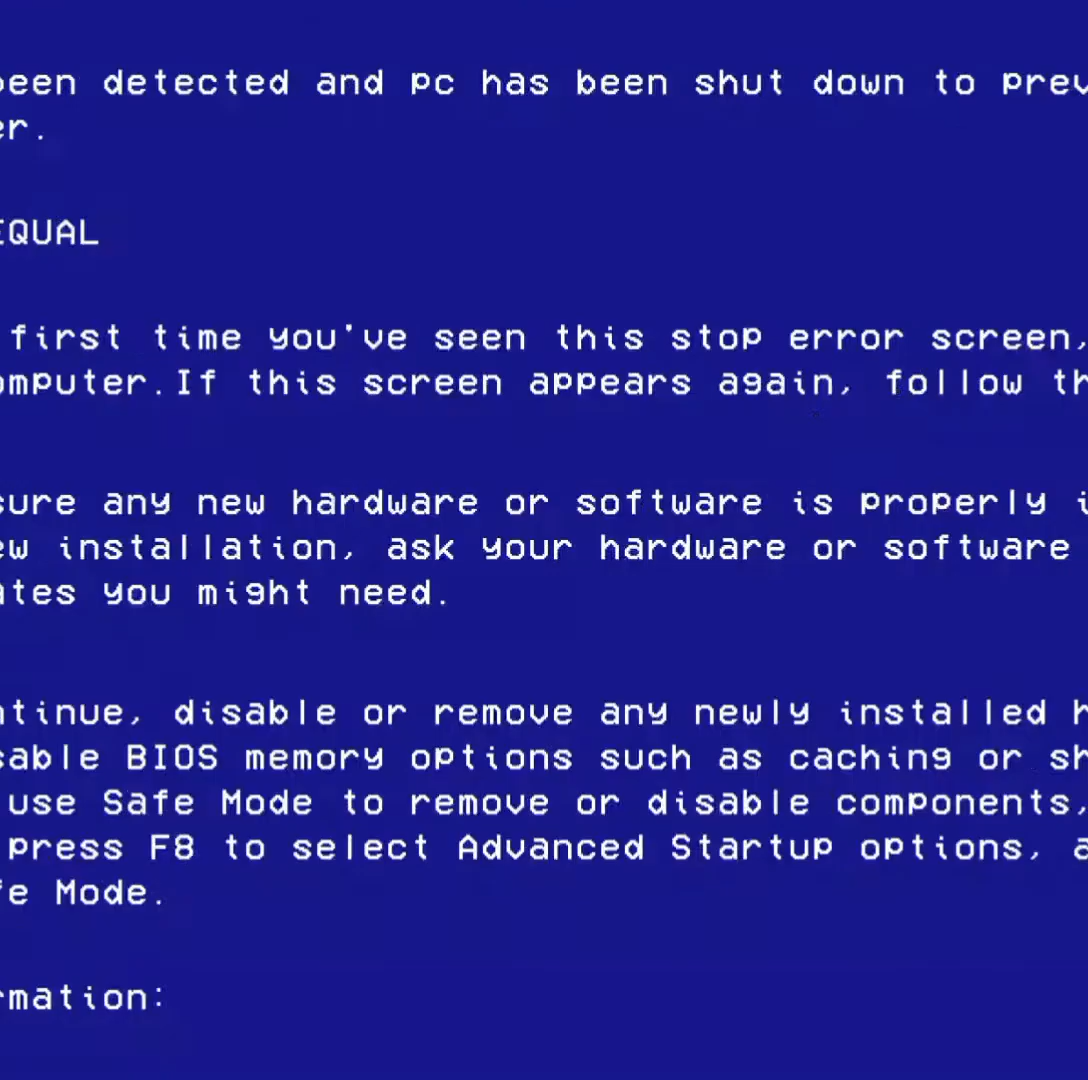 been detected and pc has been shut down to prev
er.
EQUAL
first time you've seen this stop error screen,
omputer.If this screen appears again, follow th
sure any new hardware or software is properly i
ew installation, ask your hardware or software
ates you might need.
ntinue, disable or remove any newly installed h
sable BIOS memory options such as caching or sh
use Safe Mode to remove or disable components,
press F8 to select Advanced Startup options, a
fe Mode.
rmation: